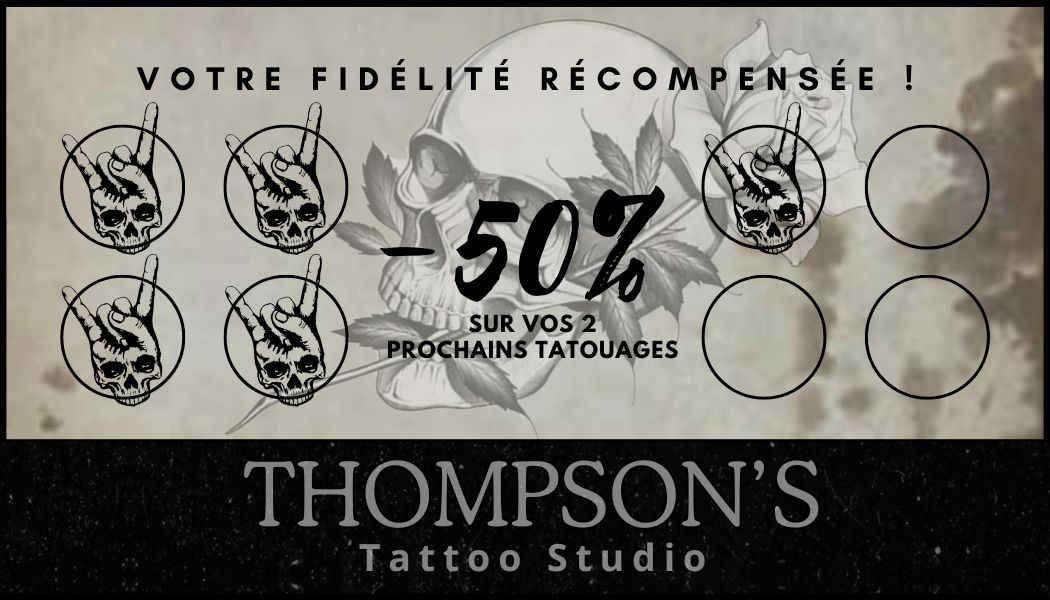 VOTRE FIDÉLITÉ RÉCOMPENSÉE !
-50%
SUR VOS 2
PROCHAINS TATOUAGES
THOMPSON'S
Tattoo Studio